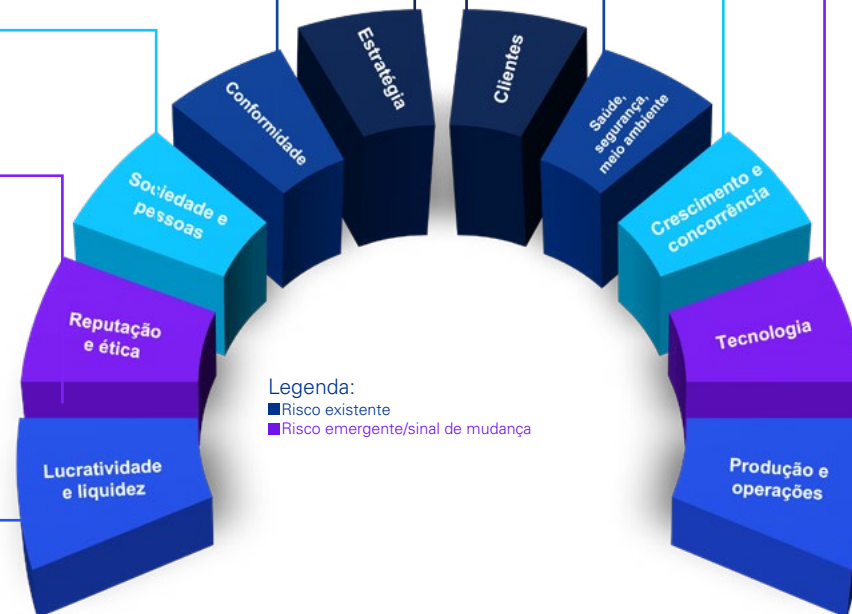 Estratégia
Clientes
Conformidade
Saúde,
segurança,
meio ambiente
Sociedade e
pessoas
Crescimento e
concorrência
Reputação
e ética
Tecnologia
Legenda:
Risco existente
Risco emergente/sinal de mudança
Lucratividade
e liquidez
Produção e
operações